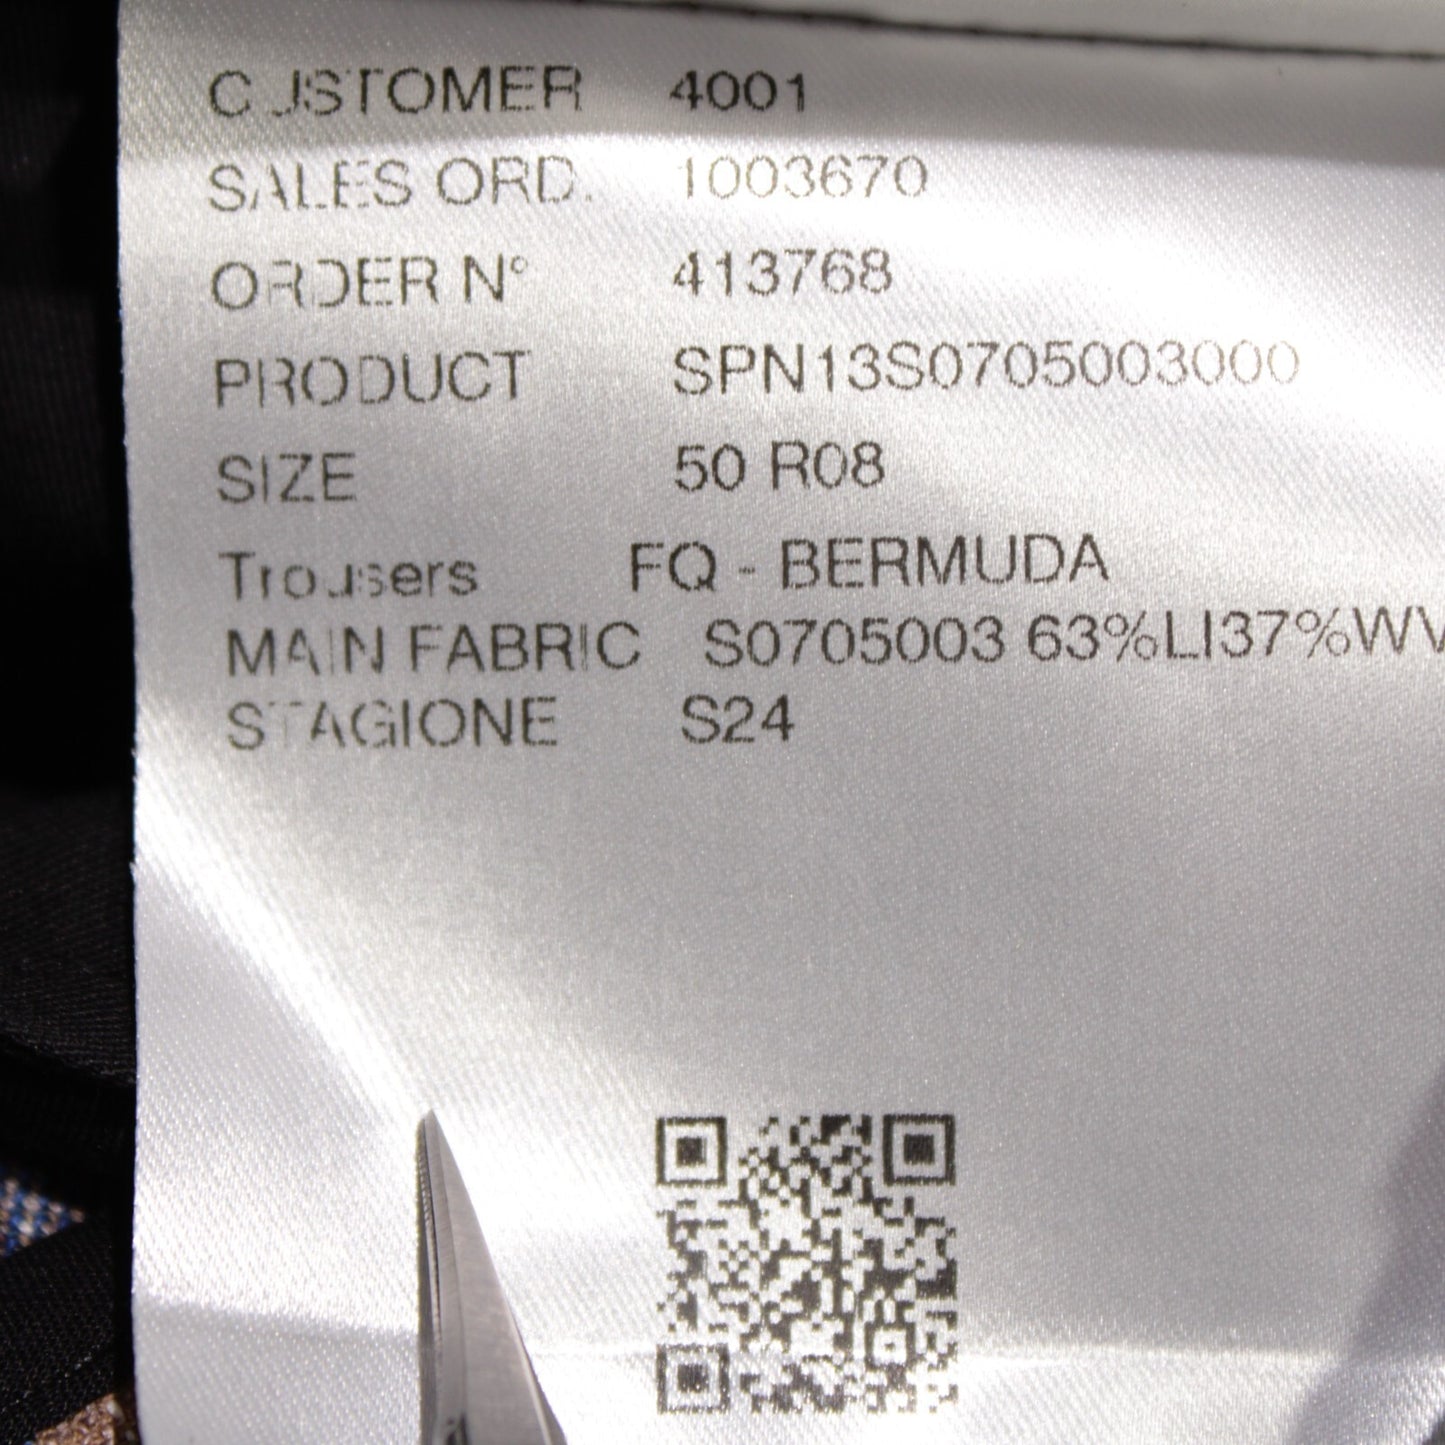 CUSTOMER 4001
SALES ORD. 1003670
ORDER N° 413768
PRODUCT SPN13S0705003000
SIZE 50 R08
Trousers FQ - BERMUDA
MAIN FABRIC S0705003 63%LI37%WV
STAGIONE S24